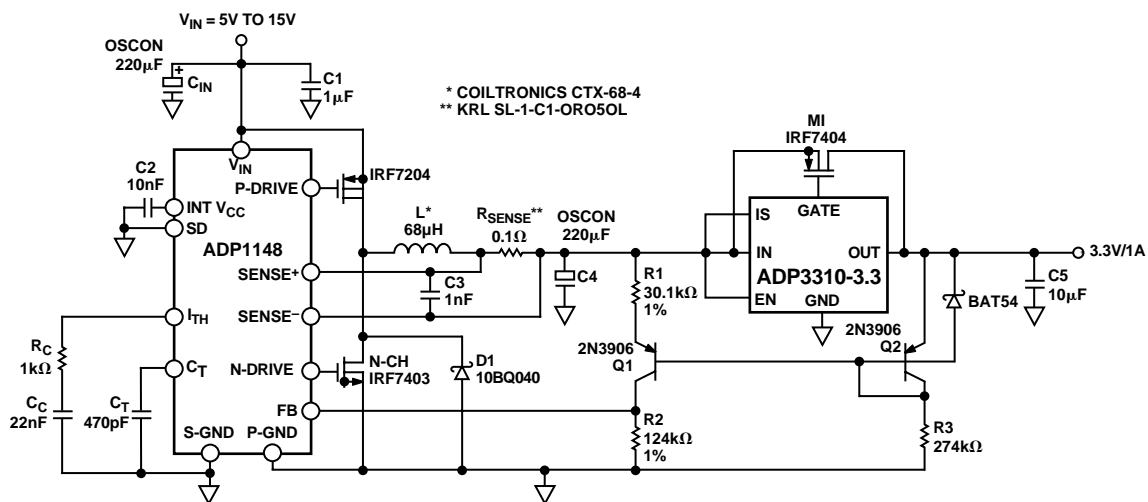 V_IN = 5V TO 15V
OSCON
220µF
+
C_IN
C1
1µF
* COILTRONICS CTX-68-4
** KRL SL-1-C1-ORO5OL
MI
IRF7404
V_IN
C2
10nF
P-DRIVE
IRF7204
INT V_CC
SD
ADP1148
L*
68µH
R_SENSE**
0.1Ω
OSCON
220µF
C4
IS
GATE
IN
OUT
ADP3310-3.3
EN
GND
3.3V/1A
C5
10µF
BAT54
SENSE+
C3
1nF
SENSE–
R1
30.1kΩ
1%
I_TH
R_C
1kΩ
C_T
N-DRIVE
N-CH
IRF7403
D1
10BQ040
2N3906
Q1
2N3906
Q2
C_C
22nF
C_T
470pF
FB
R2
124kΩ
1%
R3
274kΩ
S-GND
P-GND